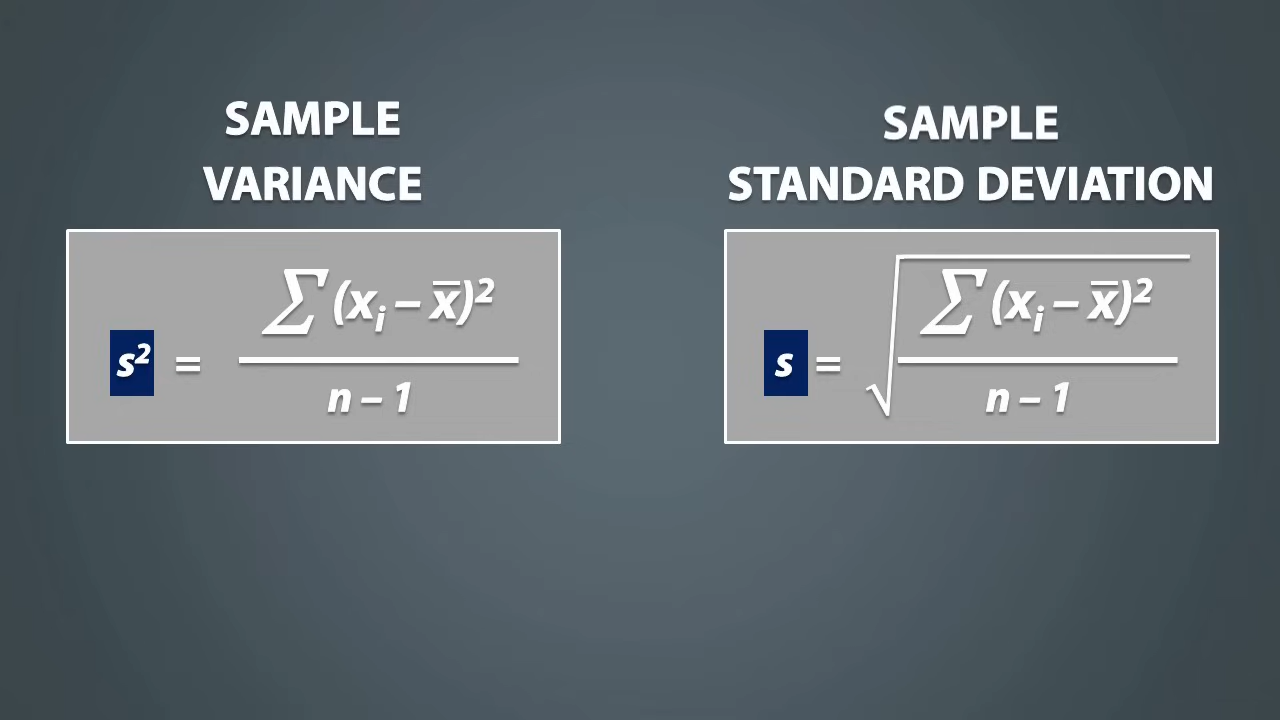 SAMPLE
VARIANCE
s² = ∑(xᵢ – x̅)²
n – 1
SAMPLE
STANDARD DEVIATION
s = √ ∑(xᵢ – x̅)²
n – 1